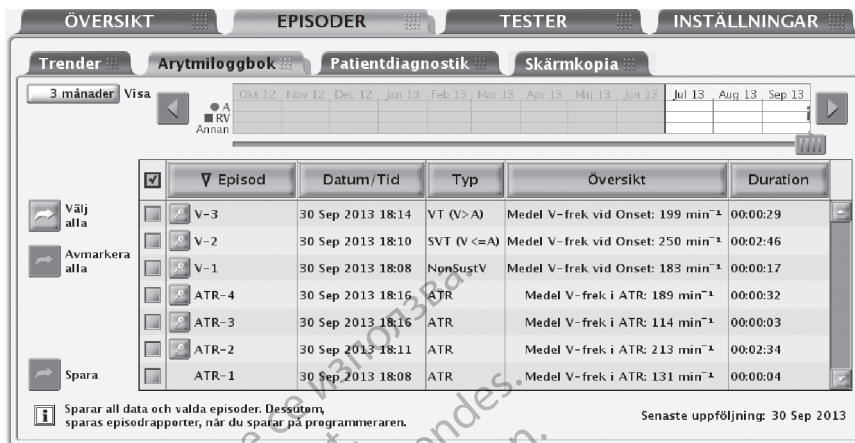 ÖVERSIKT EPISODER TESTER INSTÄLLNINGAR
Trender Arytmiloggbok Patientdiagnostik Skärmkopia
3 månader Visa
Okt 12 Nov 12 Dec 12 Jan 13 Feb 13 Mar 13 Apr 13 Maj 13 Jun 13 Jul 13 Aug 13 Sep 13
A
RV
Annan
i
Episod Datum/Tid Typ Översikt Duration
Välj alla
Avmarkera alla
Spara
V-3 30 Sep 2013 18:14 VT (V>A) Medel V-frek vid Onset: 199 min⁻¹ 00:00:29
V-2 30 Sep 2013 18:10 SVT (V<=A) Medel V-frek vid Onset: 250 min⁻¹ 00:02:46
V-1 30 Sep 2013 18:08 NonSustV Medel V-frek vid Onset: 183 min⁻¹ 00:00:17
ATR-4 30 Sep 2013 18:16 ATR Medel V-frek i ATR: 189 min⁻¹ 00:00:32
ATR-3 30 Sep 2013 18:16 ATR Medel V-frek i ATR: 114 min⁻¹ 00:00:03
ATR-2 30 Sep 2013 18:11 ATR Medel V-frek i ATR: 213 min⁻¹ 00:02:34
ATR-1 30 Sep 2013 18:08 ATR Medel V-frek i ATR: 131 min⁻¹ 00:00:04
i Sparar all data och valda episoder. Dessutom,
sparas episodrapporter, når du sparar på programmeraren.
Senaste uppföljning: 30 Sep 2013
се използва.